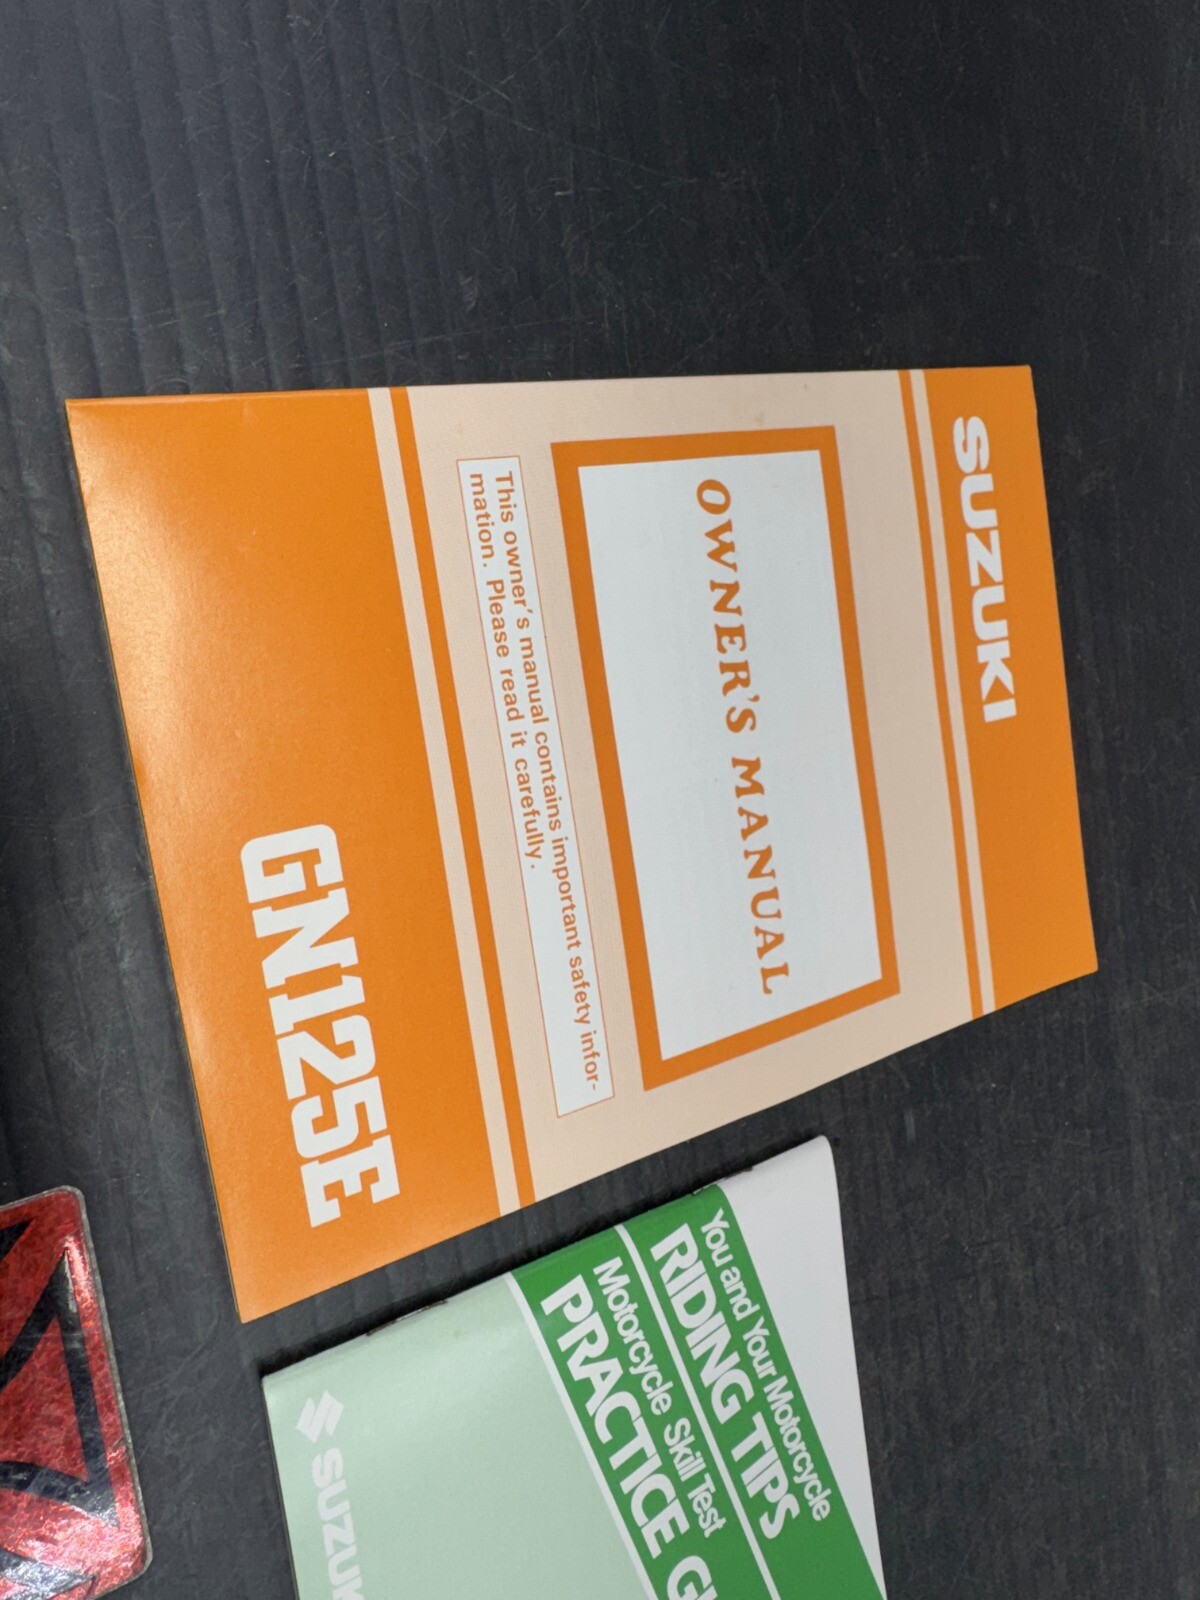 SUZUKI
OWNER'S MANUAL
This owner's manual contains important safety infor-
mation. Please read it carefully.
GN125E
You and Your Motorcycle
RIDING TIPS
Motorcycle Skill Test
PRACTICE
SUZUK